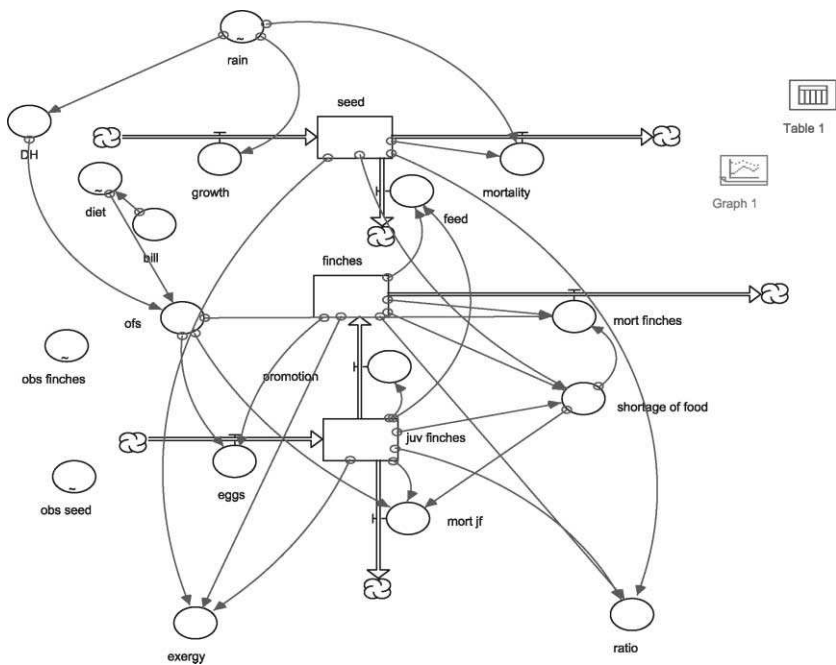 rain
seed
Table 1
DH
growth
mortality
Graph 1
diet
feed
bill
finches
ofs
mort finches
obs finches
promotion
shortage of food
juv finches
eggs
obs seed
mort jf
exergy
ratio
~
~
~
~